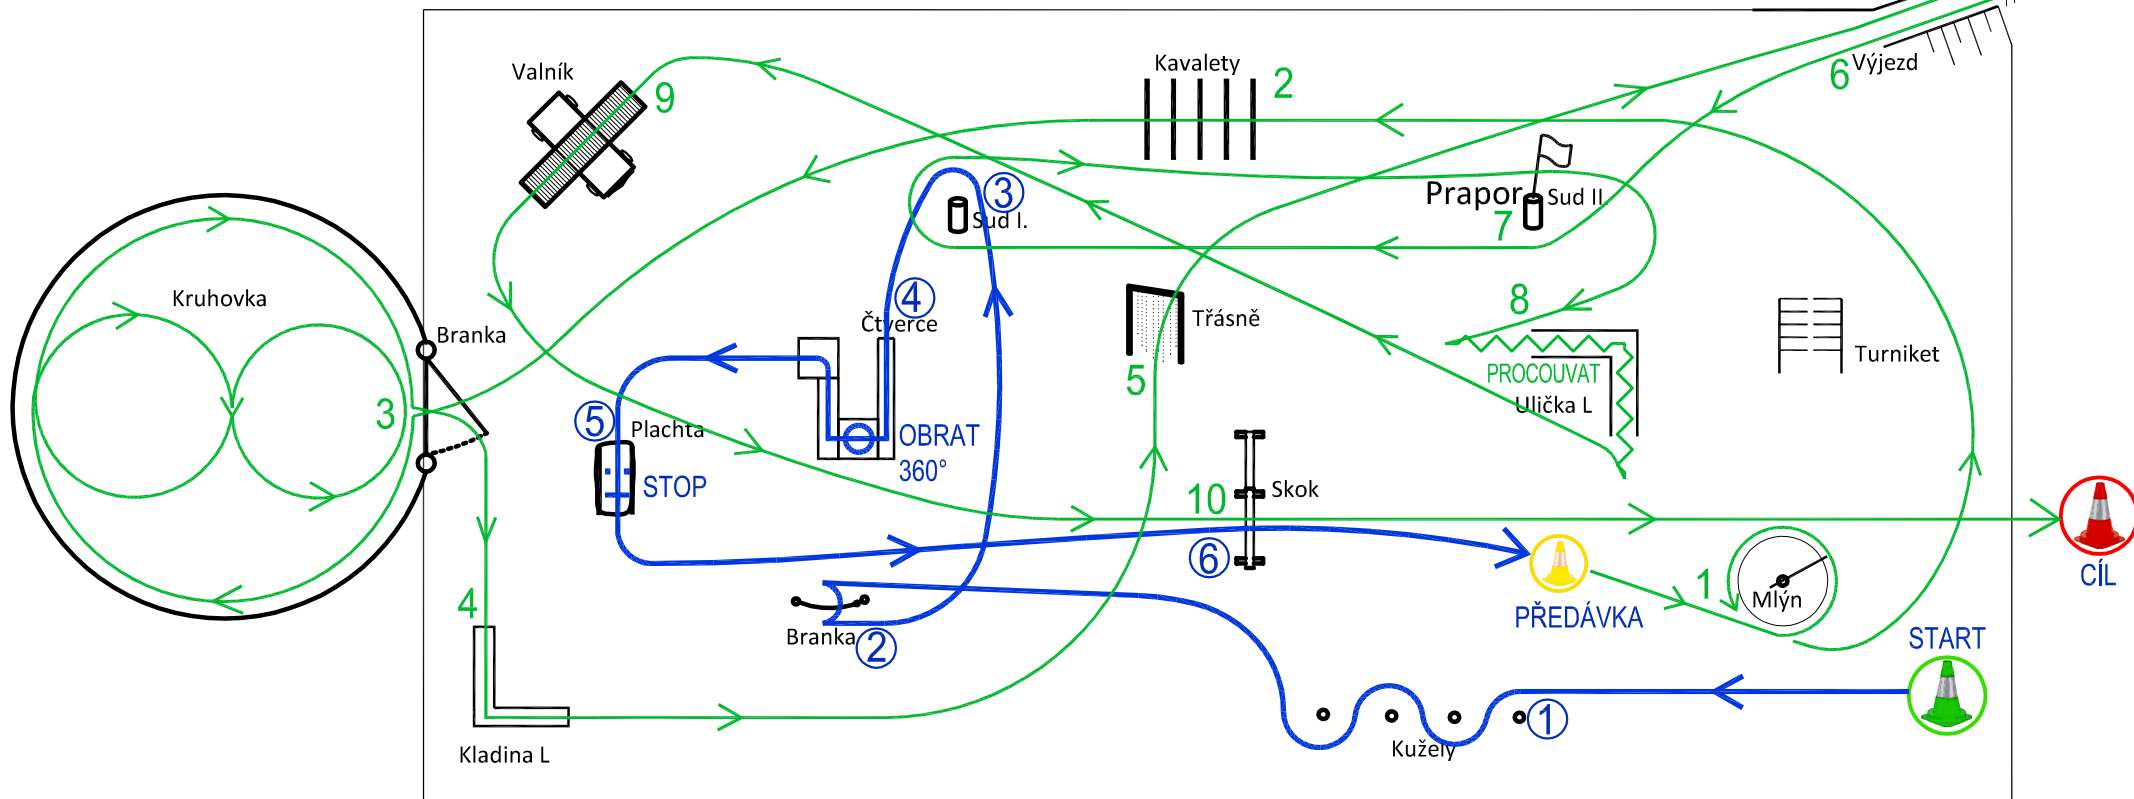 Valník
9
Kavalety
2
6
Výjezd
Kruhovka
Branka
3
3
Sud I.
Prapor
Sud II
7
4
Čtverce
Třásně
8
Turniket
5
PROCOUVAT
Ulička L
5
Plachta
OBRAT
360°
STOP
10
Skok
6
CÍL
4
1
Mlýn
PŘEDÁVKA
START
Branka
2
1
Kužely
Kladina L